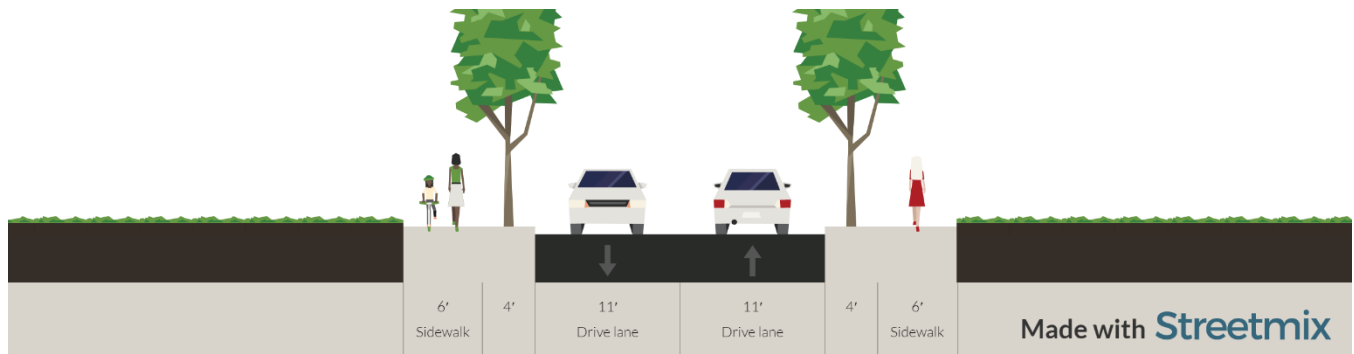 6′ 4′ 11′ 11′ 4′ 6′
Sidewalk Drive lane Drive lane Sidewalk
Made with Streetmix